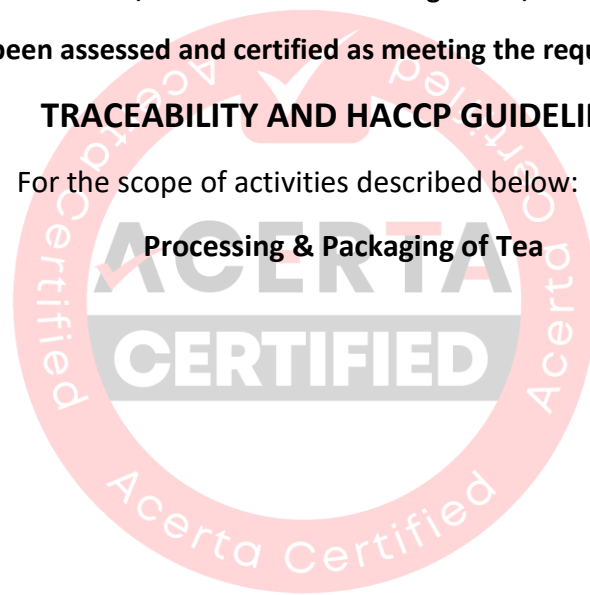 been assessed and certified as meeting the requ
TRACEABILITY AND HACCP GUIDELI
For the scope of activities described below:
Processing & Packaging of Tea
ACERTA
CERTIFIED
Acerta Certified
Acerta Certified
Acerta Certified